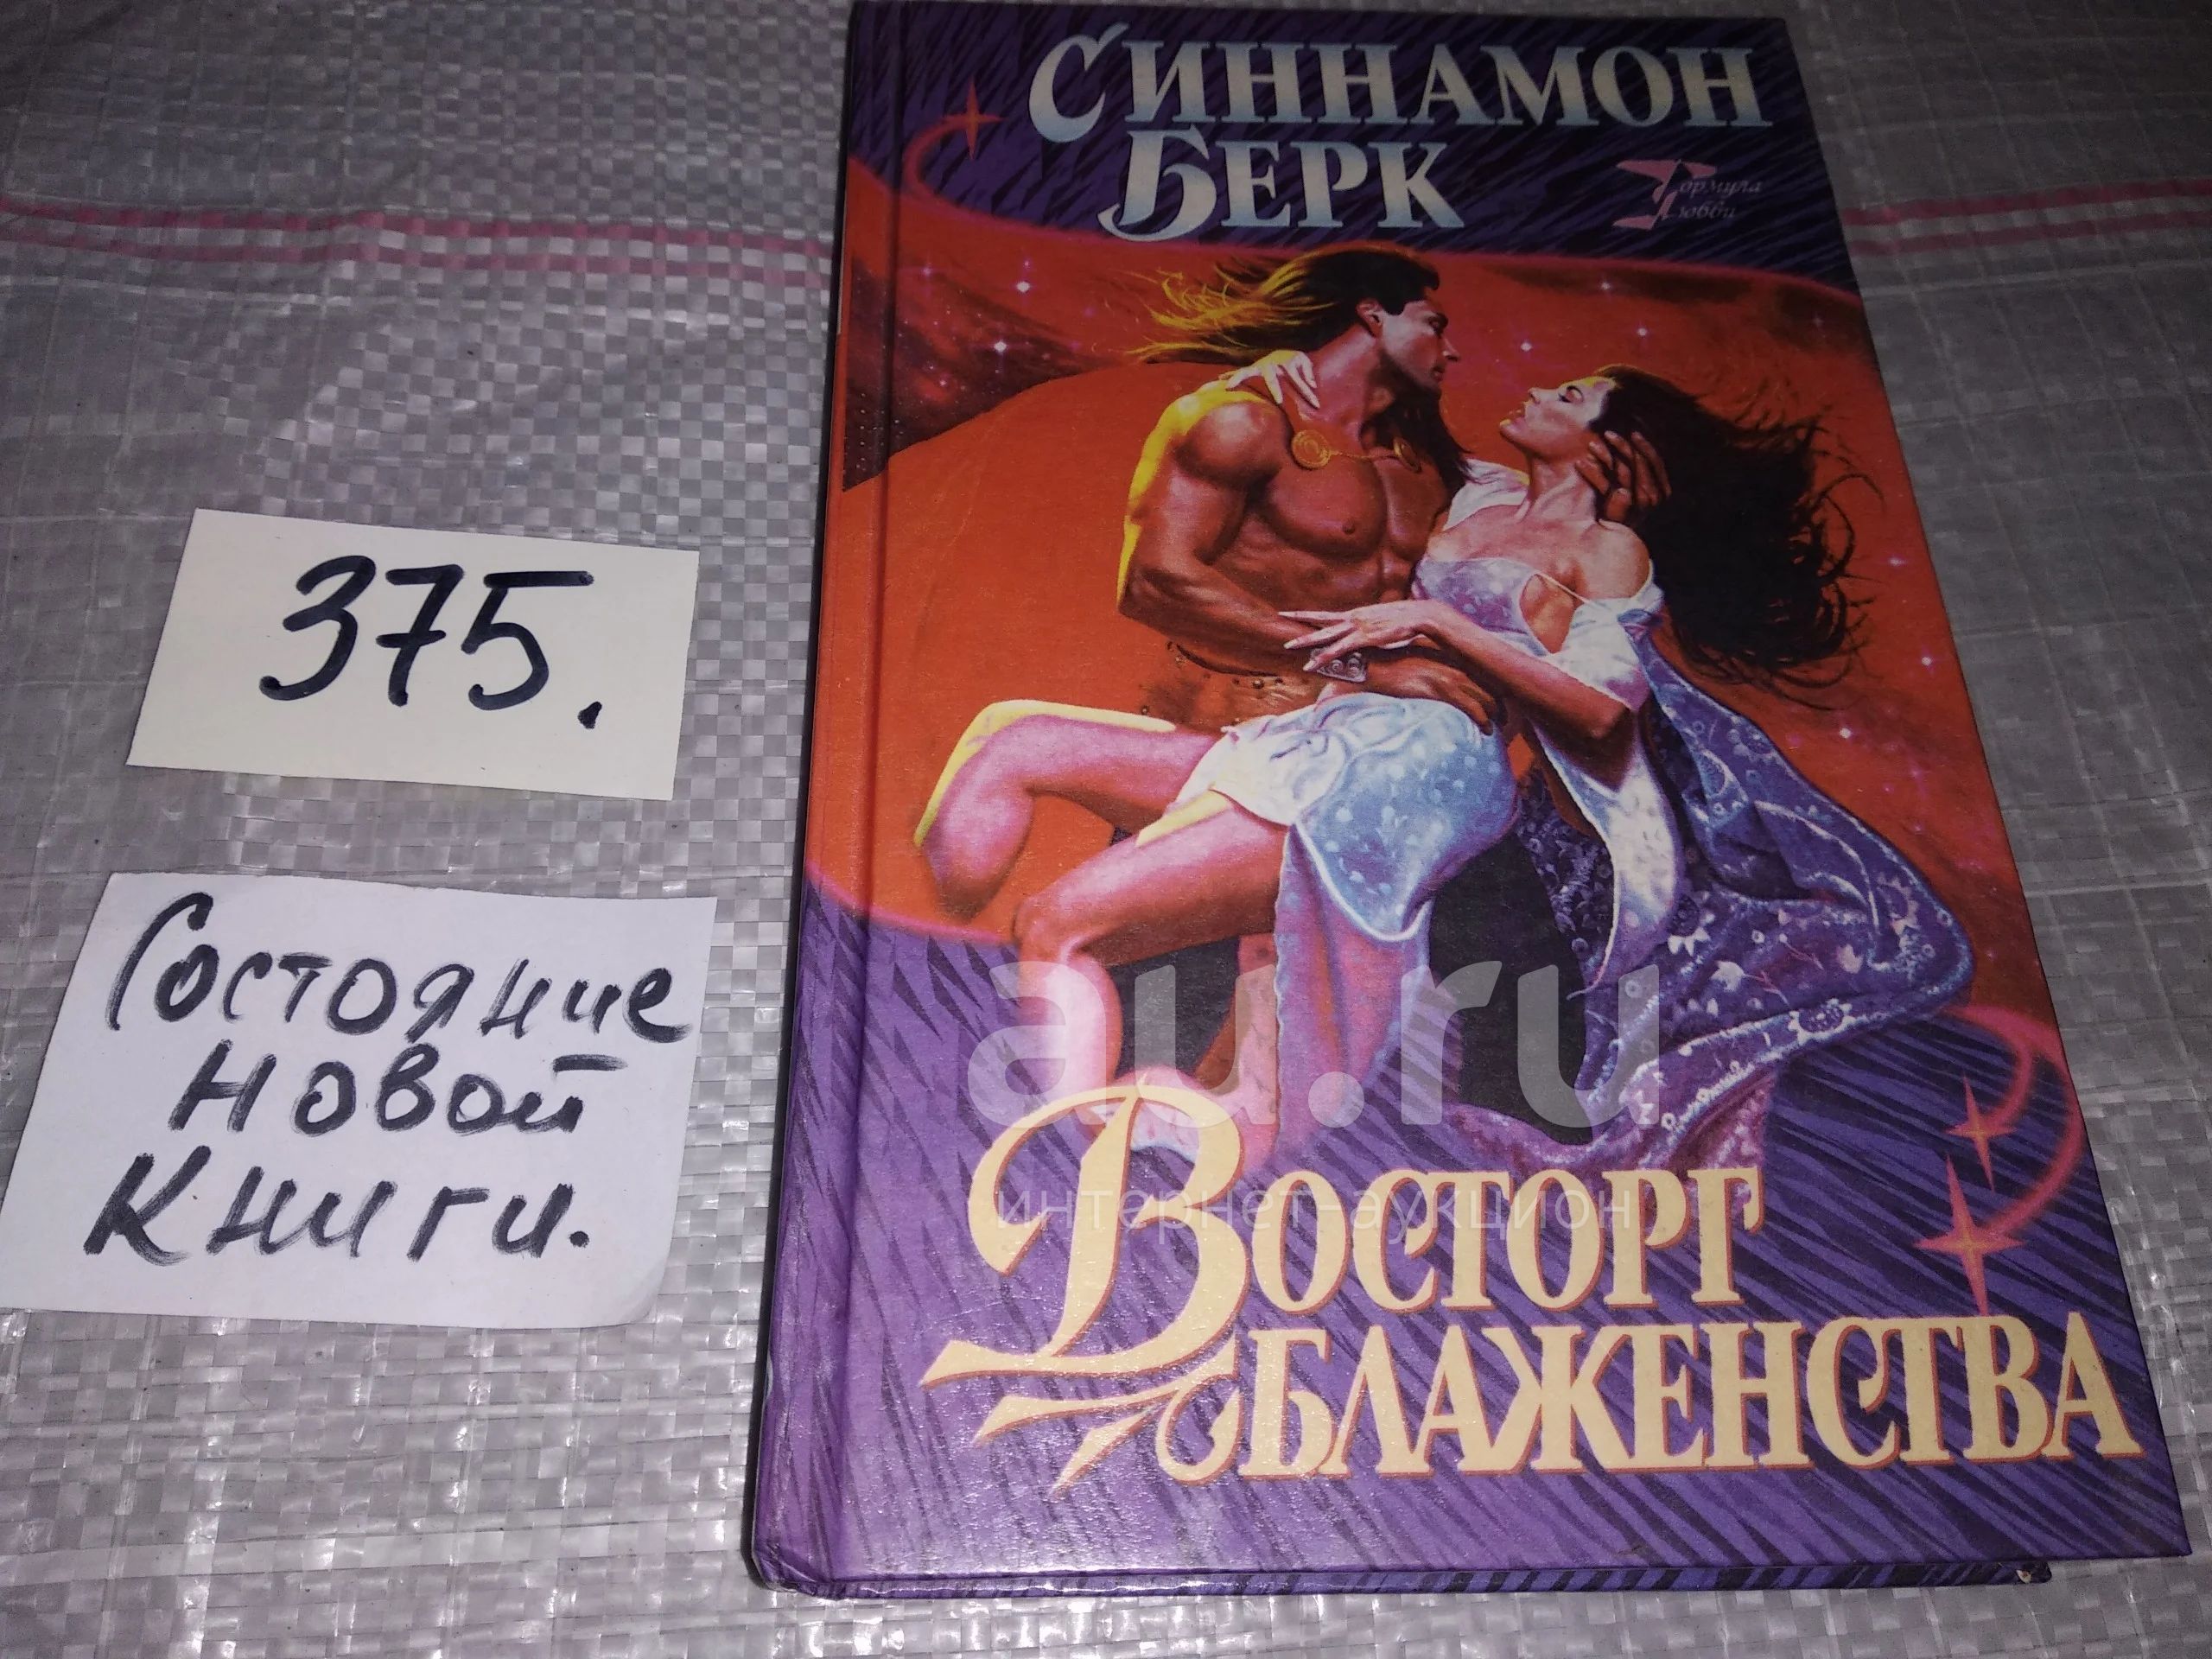 Синнамон
Берк
Формула
Любви
375.
Состояние
новой
книги.
au.ru
интернет-аукцион
Восторг
блаженства